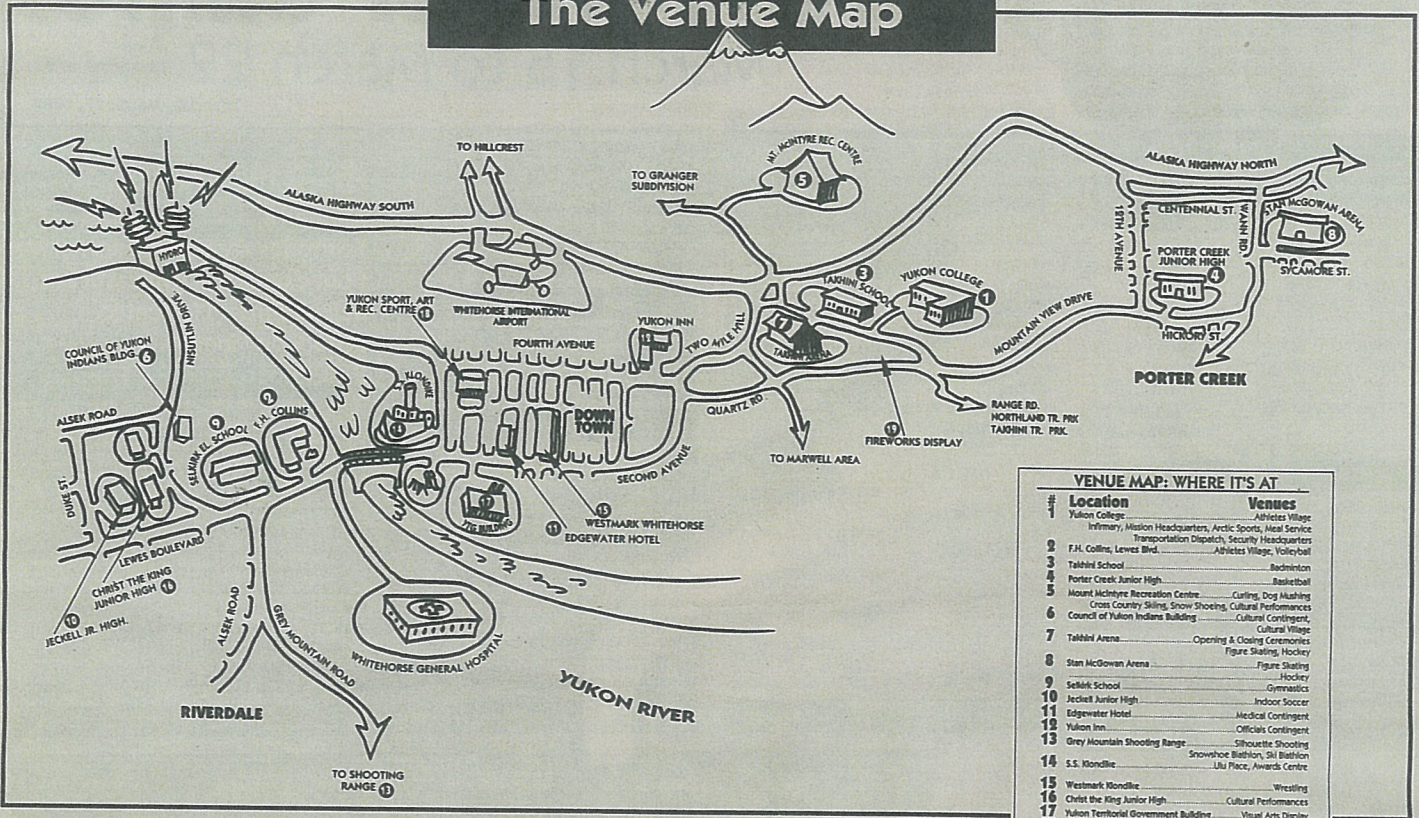 The Venue Map
TO HILLCREST
ALASKA HIGHWAY SOUTH
TO GRANGER
SUBDIVISION
MT. McINTYRE REC. CENTRE
5
ALASKA HIGHWAY NORTH
12TH AVENUE
CENTENNIAL ST.
WANN RD.
STAN McGOWAN ARENA
8
SYCAMORE ST.
PORTER CREEK
JUNIOR HIGH
4
HICKORY ST.
PORTER CREEK
HYDRO
NISUTLIN DRIVE
WHITEHORSE INTERNATIONAL
AIRPORT
YUKON SPORT, ART
& REC. CENTRE
FOURTH AVENUE
YUKON INN
TWO MILE HILL
TAKHINI SCHOOL
3
YUKON COLLEGE
1
7
TAKHINI ARENA
MOUNTAIN VIEW DRIVE
COUNCIL OF YUKON
INDIANS BLDG. 6
ALSEK ROAD
DUKE ST.
9
SELKIRK EL. SCHOOL
2
F.H. COLLINS
KLONDIKE
14
DOWN
TOWN
QUARTZ RD.
SECOND AVENUE
TO MARWELL AREA
FIREWORKS DISPLAY
RANGE RD.
NORTHLAND TR. PRK
TAKHINI TR. PRK.
17
YTG BUILDING
15
WESTMARK WHITEHORSE
11
EDGEWATER HOTEL
LEWES BOULEVARD
CHRIST THE KING
JUNIOR HIGH 16
10
JECKELL JR. HIGH.
ALSEK ROAD
GREY MOUNTAIN ROAD
WHITEHORSE GENERAL HOSPITAL
YUKON RIVER
RIVERDALE
TO SHOOTING
RANGE 13
VENUE MAP: WHERE IT'S AT
# Location Venues
1 Yukon College Athletes Village
Infirmary, Mission Headquarters, Arctic Sports, Meal Service
Transportation Dispatch, Security Headquarters
2 F.H. Collins, Lewes Blvd. Athletes Village, Volleyball
3 Takhini School Badminton
4 Porter Creek Junior High Basketball
5 Mount McIntyre Recreation Centre Curling, Dog Mushing
Cross Country Skiing, Snow Shoeing, Cultural Performances
6 Council of Yukon Indians Building Cultural Contingent,
Cultural Village
7 Takhini Arena Opening & Closing Ceremonies
Figure Skating, Hockey
8 Stan McGowan Arena Figure Skating
Hockey
9 Selkirk School Gymnastics
10 Jeckell Junior High Indoor Soccer
11 Edgewater Hotel Medical Contingent
12 Yukon Inn Officials Contingent
13 Grey Mountain Shooting Range Silhouette Shooting
Snowshoe Biathlon, Ski Biathlon
14 S.S. Klondike Ulu Place, Awards Centre
15 Westmark Klondike Wrestling
16 Christ the King Junior High Cultural Performances
17 Yukon Territorial Government Building Visual Arts Display